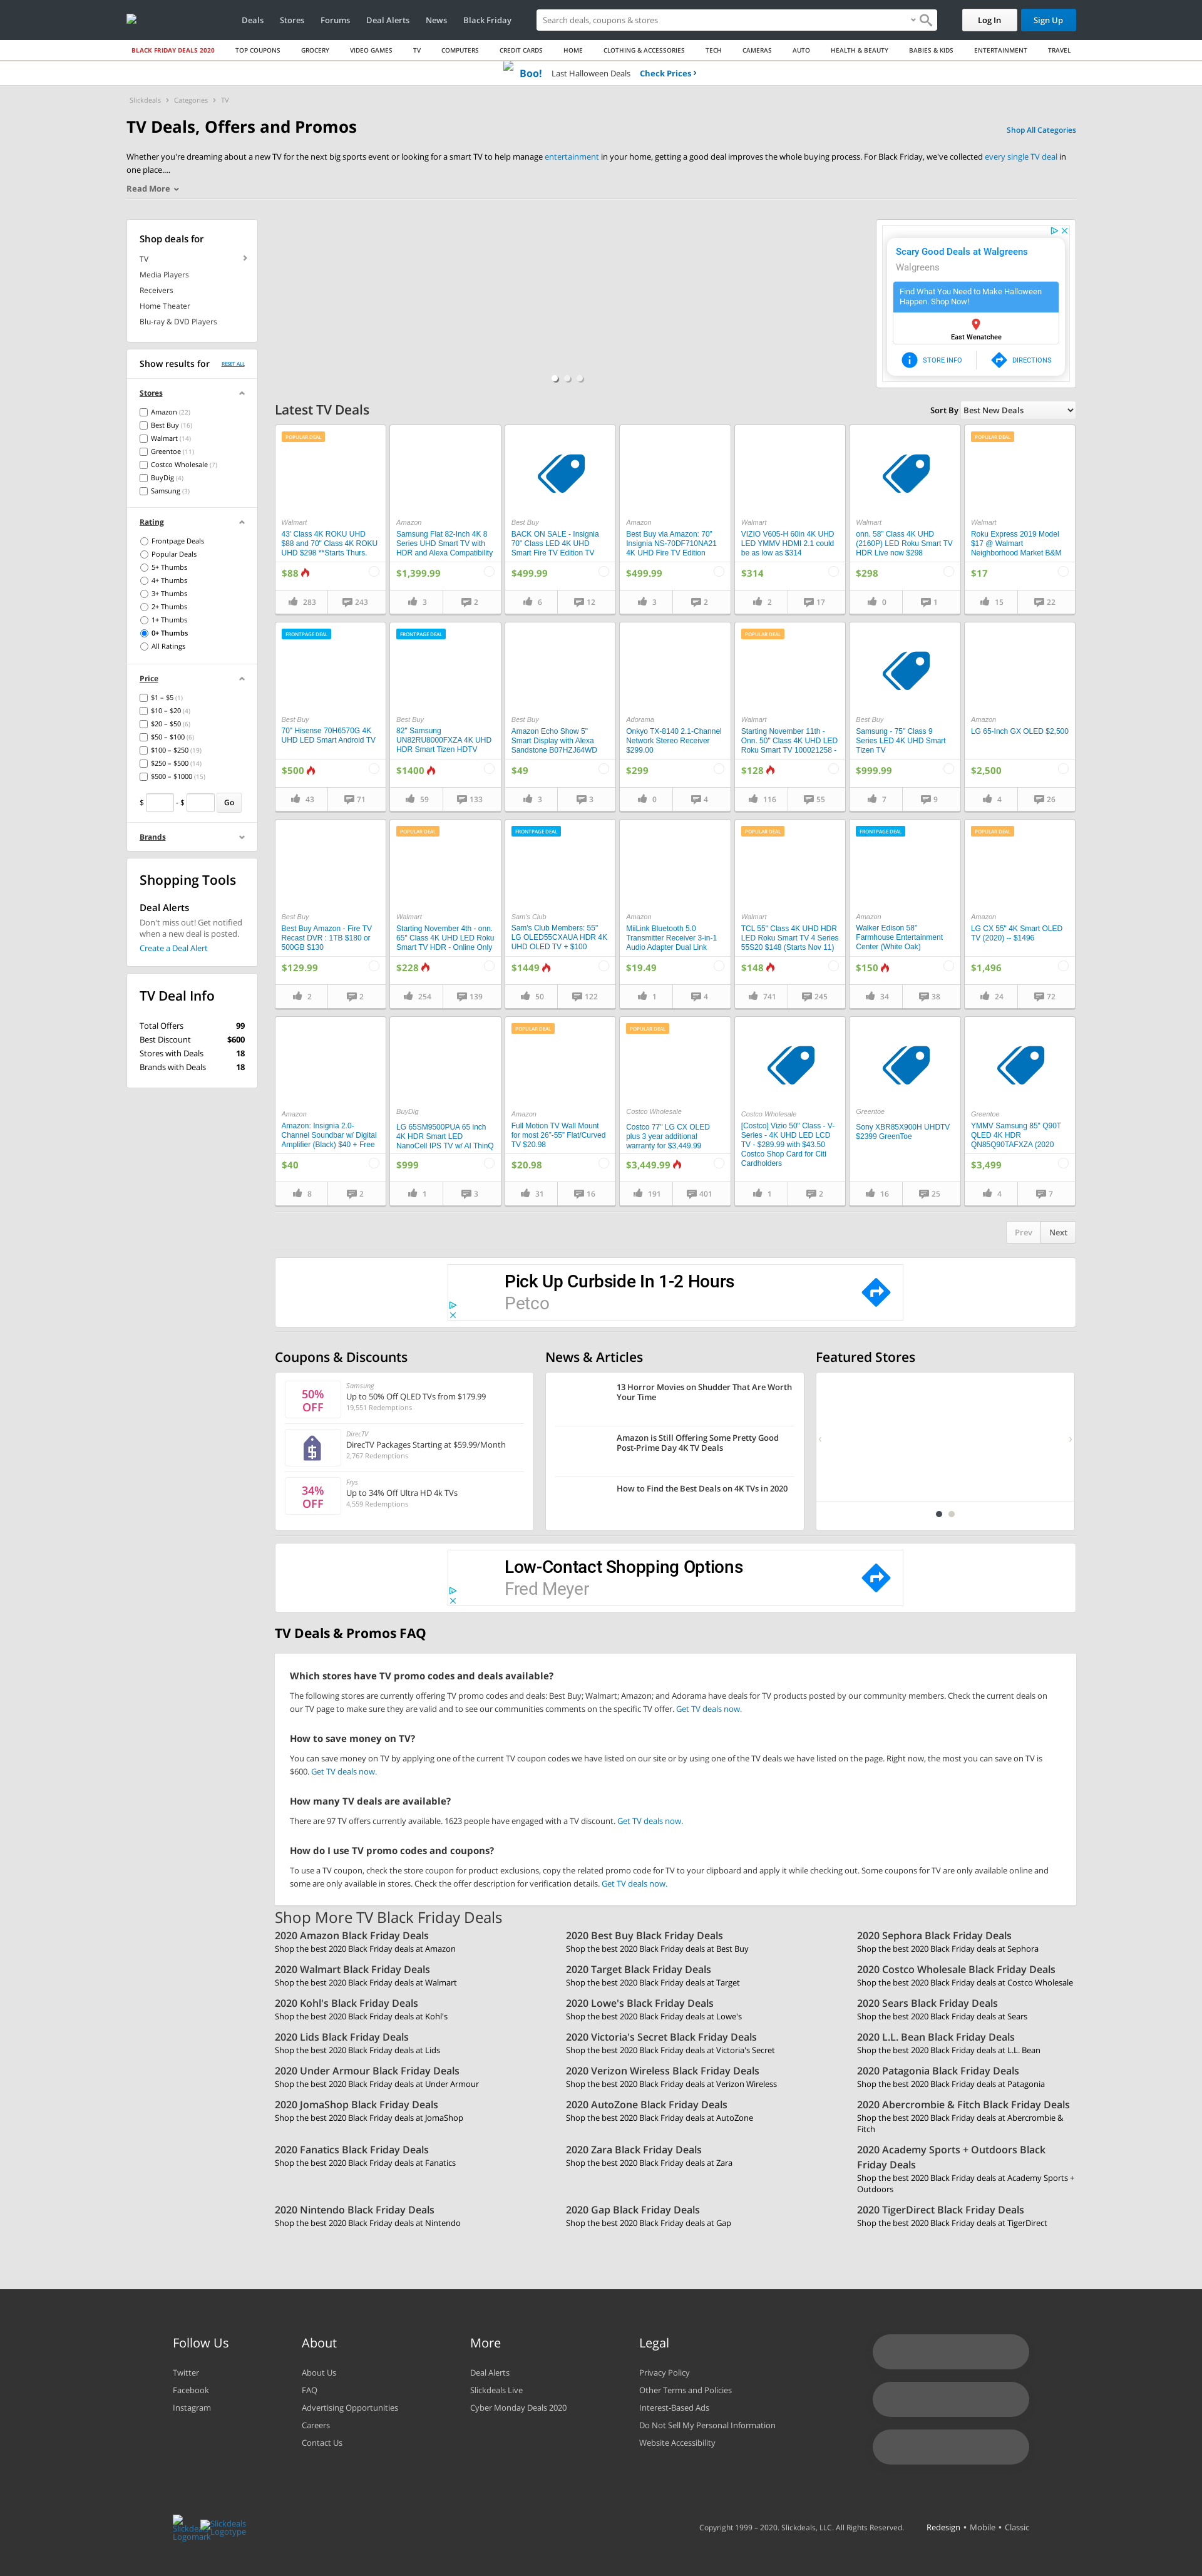 Deals Stores Forums Deal Alerts News Black Friday Search deals, coupons & stores Log In Sign Up
BLACK FRIDAY DEALS 2020 TOP COUPONS GROCERY VIDEO GAMES TV COMPUTERS CREDIT CARDS HOME CLOTHING & ACCESSORIES TECH CAMERAS AUTO HEALTH & BEAUTY BABIES & KIDS ENTERTAINMENT TRAVEL
Boo! Last Halloween Deals Check Prices
Slickdeals Categories TV
TV Deals, Offers and Promos
Shop All Categories
Whether you're dreaming about a new TV for the next big sports event or looking for a smart TV to help manage entertainment in your home, getting a good deal improves the whole buying process. For Black Friday, we've collected every single TV deal in
one place....
Read More
Shop deals for
TV
Media Players
Receivers
Home Theater
Blu-ray & DVD Players
Show results for RESET ALL
Stores
Amazon (22)
Best Buy (16)
Walmart (14)
Greentoe (11)
Costco Wholesale (7)
BuyDig (4)
Samsung (3)
Rating
Frontpage Deals
Popular Deals
5+ Thumbs
4+ Thumbs
3+ Thumbs
2+ Thumbs
1+ Thumbs
0+ Thumbs
All Ratings
Price
$1 – $5 (1)
$10 – $20 (4)
$20 – $50 (6)
$50 – $100 (6)
$100 – $250 (19)
$250 – $500 (14)
$500 – $1000 (15)
$ - $ Go
Brands
Shopping Tools
Deal Alerts
Don't miss out! Get notified
when a new deal is posted.
Create a Deal Alert
TV Deal Info
Total Offers 99
Best Discount $600
Stores with Deals 18
Brands with Deals 18
Scary Good Deals at Walgreens
Walgreens
Find What You Need to Make Halloween
Happen. Shop Now!
East Wenatchee
STORE INFO DIRECTIONS
Latest TV Deals
Sort By Best New Deals
POPULAR DEAL
Walmart
43' Class 4K ROKU UHD
$88 and 70" Class 4K ROKU
UHD $298 **Starts Thurs.
$88
283 243
Amazon
Samsung Flat 82-Inch 4K 8
Series UHD Smart TV with
HDR and Alexa Compatibility
$1,399.99
3 2
Best Buy
BACK ON SALE - Insignia
70" Class LED 4K UHD
Smart Fire TV Edition TV
$499.99
6 12
Amazon
Best Buy via Amazon: 70"
Insignia NS-70DF710NA21
4K UHD Fire TV Edition
$499.99
3 2
Walmart
VIZIO V605-H 60in 4K UHD
LED YMMV HDMI 2.1 could
be as low as $314
$314
2 17
Walmart
onn. 58" Class 4K UHD
(2160P) LED Roku Smart TV
HDR Live now $298
$298
0 1
POPULAR DEAL
Walmart
Roku Express 2019 Model
$17 @ Walmart
Neighborhood Market B&M
$17
15 22
FRONTPAGE DEAL
Best Buy
70" Hisense 70H6570G 4K
UHD LED Smart Android TV
$500
43 71
FRONTPAGE DEAL
Best Buy
82" Samsung
UN82RU8000FXZA 4K UHD
HDR Smart Tizen HDTV
$1400
59 133
Best Buy
Amazon Echo Show 5"
Smart Display with Alexa
Sandstone B07HZJ64WD
$49
3 3
Adorama
Onkyo TX-8140 2.1-Channel
Network Stereo Receiver
$299.00
$299
0 4
POPULAR DEAL
Walmart
Starting November 11th -
Onn. 50" Class 4K UHD LED
Roku Smart TV 100021258 -
$128
116 55
Best Buy
Samsung - 75" Class 9
Series LED 4K UHD Smart
Tizen TV
$999.99
7 9
Amazon
LG 65-Inch GX OLED $2,500
$2,500
4 26
Best Buy
Best Buy Amazon - Fire TV
Recast DVR : 1TB $180 or
500GB $130
$129.99
2 2
POPULAR DEAL
Walmart
Starting November 4th - onn.
65" Class 4K UHD LED Roku
Smart TV HDR - Online Only
$228
254 139
FRONTPAGE DEAL
Sam's Club
Sam's Club Members: 55"
LG OLED55CXAUA HDR 4K
UHD OLED TV + $100
$1449
50 122
Amazon
MiiLink Bluetooth 5.0
Transmitter Receiver 3-in-1
Audio Adapter Dual Link
$19.49
1 4
POPULAR DEAL
Walmart
TCL 55" Class 4K UHD HDR
LED Roku Smart TV 4 Series
55S20 $148 (Starts Nov 11)
$148
741 245
FRONTPAGE DEAL
Amazon
Walker Edison 58"
Farmhouse Entertainment
Center (White Oak)
$150
34 38
POPULAR DEAL
Amazon
LG CX 55" 4K Smart OLED
TV (2020) -- $1496
$1,496
24 72
Amazon
Amazon: Insignia 2.0-
Channel Soundbar w/ Digital
Amplifier (Black) $40 + Free
$40
8 2
BuyDig
LG 65SM9500PUA 65 inch
4K HDR Smart LED
NanoCell IPS TV w/ AI ThinQ
$999
1 3
POPULAR DEAL
Amazon
Full Motion TV Wall Mount
for most 26"-55" Flat/Curved
TV $20.98
$20.98
31 16
POPULAR DEAL
Costco Wholesale
Costco 77" LG CX OLED
plus 3 year additional
warranty for $3,449.99
$3,449.99
191 401
Costco Wholesale
[Costco] Vizio 50" Class - V-
Series - 4K UHD LED LCD
TV - $289.99 with $43.50
Costco Shop Card for Citi
Cardholders
1 2
Greentoe
Sony XBR85X900H UHDTV
$2399 GreenToe
16 25
Greentoe
YMMV Samsung 85" Q90T
QLED 4K HDR
QN85Q90TAFXZA (2020
$3,499
4 7
Prev Next
Pick Up Curbside In 1-2 Hours
Petco
Coupons & Discounts
50%
OFF
Samsung
Up to 50% Off QLED TVs from $179.99
19,551 Redemptions
DirecTV
DirecTV Packages Starting at $59.99/Month
2,767 Redemptions
34%
OFF
Frys
Up to 34% Off Ultra HD 4k TVs
4,559 Redemptions
News & Articles
13 Horror Movies on Shudder That Are Worth
Your Time
Amazon is Still Offering Some Pretty Good
Post-Prime Day 4K TV Deals
How to Find the Best Deals on 4K TVs in 2020
Featured Stores
Low-Contact Shopping Options
Fred Meyer
TV Deals & Promos FAQ
Which stores have TV promo codes and deals available?
The following stores are currently offering TV promo codes and deals: Best Buy; Walmart; Amazon; and Adorama have deals for TV products posted by our community members. Check the current deals on
our TV page to make sure they are valid and to see our communities comments on the specific TV offer. Get TV deals now.
How to save money on TV?
You can save money on TV by applying one of the current TV coupon codes we have listed on our site or by using one of the TV deals we have listed on the page. Right now, the most you can save on TV is
$600. Get TV deals now.
How many TV deals are available?
There are 97 TV offers currently available. 1623 people have engaged with a TV discount. Get TV deals now.
How do I use TV promo codes and coupons?
To use a TV coupon, check the store coupon for product exclusions, copy the related promo code for TV to your clipboard and apply it while checking out. Some coupons for TV are only available online and
some are only available in stores. Check the offer description for verification details. Get TV deals now.
Shop More TV Black Friday Deals
2020 Amazon Black Friday Deals
Shop the best 2020 Black Friday deals at Amazon
2020 Best Buy Black Friday Deals
Shop the best 2020 Black Friday deals at Best Buy
2020 Sephora Black Friday Deals
Shop the best 2020 Black Friday deals at Sephora
2020 Walmart Black Friday Deals
Shop the best 2020 Black Friday deals at Walmart
2020 Target Black Friday Deals
Shop the best 2020 Black Friday deals at Target
2020 Costco Wholesale Black Friday Deals
Shop the best 2020 Black Friday deals at Costco Wholesale
2020 Kohl's Black Friday Deals
Shop the best 2020 Black Friday deals at Kohl's
2020 Lowe's Black Friday Deals
Shop the best 2020 Black Friday deals at Lowe's
2020 Sears Black Friday Deals
Shop the best 2020 Black Friday deals at Sears
2020 Lids Black Friday Deals
Shop the best 2020 Black Friday deals at Lids
2020 Victoria's Secret Black Friday Deals
Shop the best 2020 Black Friday deals at Victoria's Secret
2020 L.L. Bean Black Friday Deals
Shop the best 2020 Black Friday deals at L.L. Bean
2020 Under Armour Black Friday Deals
Shop the best 2020 Black Friday deals at Under Armour
2020 Verizon Wireless Black Friday Deals
Shop the best 2020 Black Friday deals at Verizon Wireless
2020 Patagonia Black Friday Deals
Shop the best 2020 Black Friday deals at Patagonia
2020 JomaShop Black Friday Deals
Shop the best 2020 Black Friday deals at JomaShop
2020 AutoZone Black Friday Deals
Shop the best 2020 Black Friday deals at AutoZone
2020 Abercrombie & Fitch Black Friday Deals
Shop the best 2020 Black Friday deals at Abercrombie &
Fitch
2020 Fanatics Black Friday Deals
Shop the best 2020 Black Friday deals at Fanatics
2020 Zara Black Friday Deals
Shop the best 2020 Black Friday deals at Zara
2020 Academy Sports + Outdoors Black
Friday Deals
Shop the best 2020 Black Friday deals at Academy Sports +
Outdoors
2020 Nintendo Black Friday Deals
Shop the best 2020 Black Friday deals at Nintendo
2020 Gap Black Friday Deals
Shop the best 2020 Black Friday deals at Gap
2020 TigerDirect Black Friday Deals
Shop the best 2020 Black Friday deals at TigerDirect
Follow Us
Twitter
Facebook
Instagram
About
About Us
FAQ
Advertising Opportunities
Careers
Contact Us
More
Deal Alerts
Slickdeals Live
Cyber Monday Deals 2020
Legal
Privacy Policy
Other Terms and Policies
Interest-Based Ads
Do Not Sell My Personal Information
Website Accessibility
Slickdeals Logomark
Slickdeals Logotype
Copyright 1999 – 2020. Slickdeals, LLC. All Rights Reserved. Redesign • Mobile • Classic